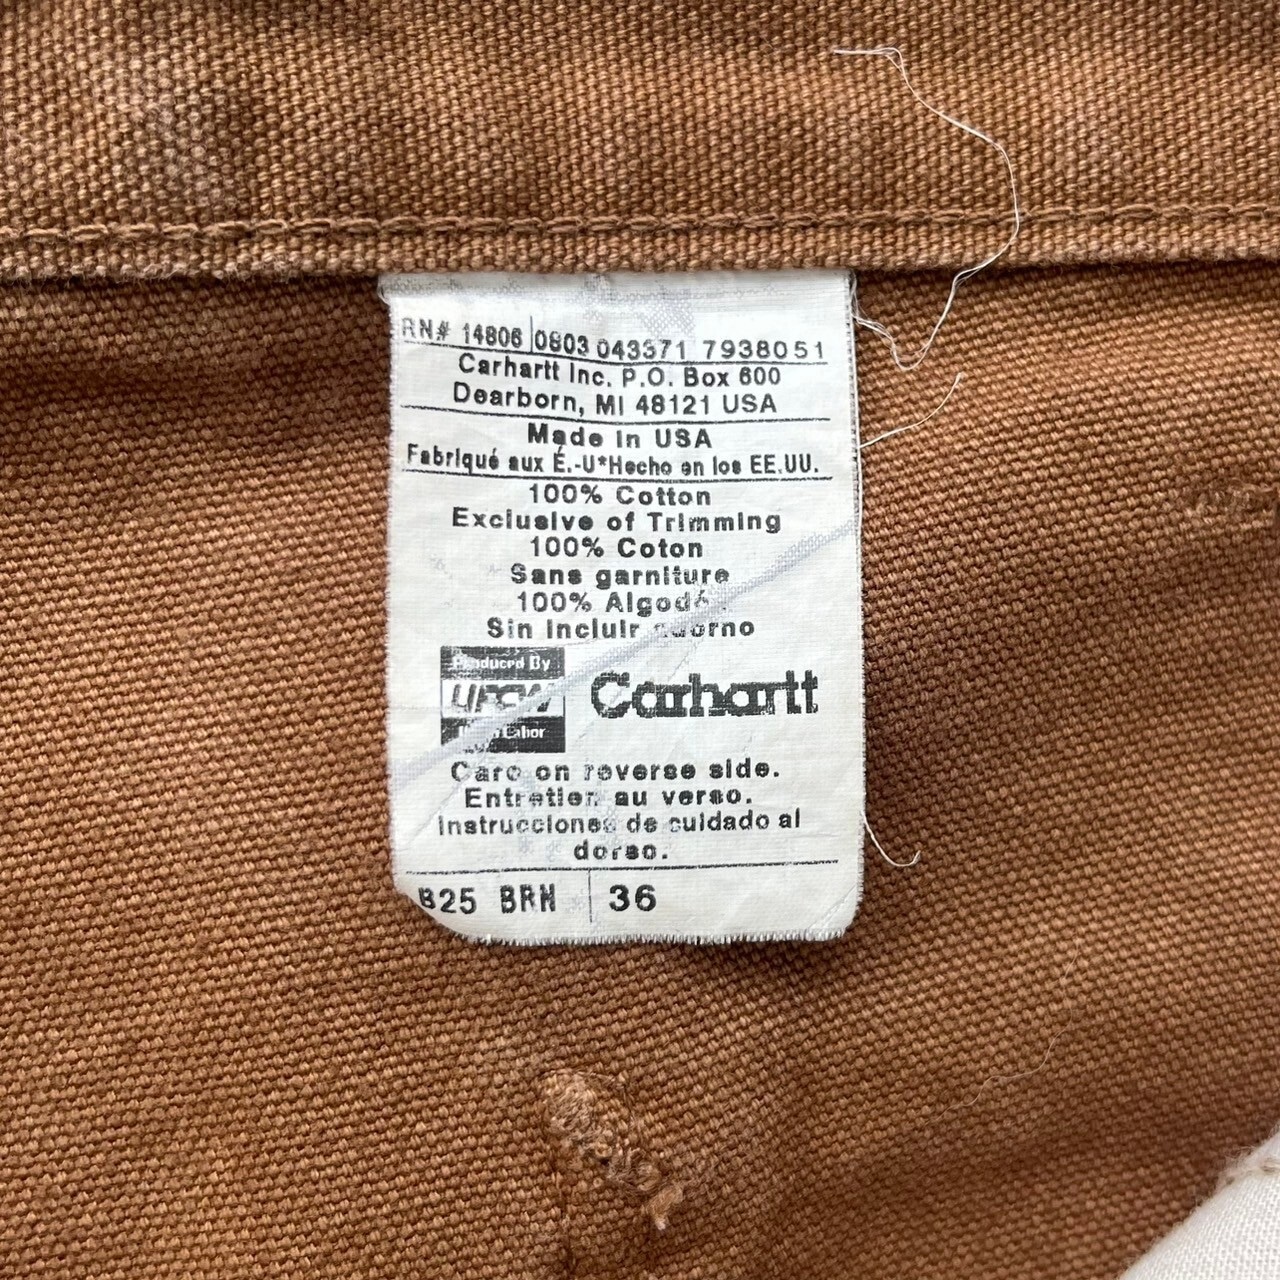 RN# 14806 0803 043371 7938051
Carhartt Inc. P.O. Box 600
Dearborn, MI 48121 USA
Made in USA
Fabriqué aux É.-U*Hecho en los EE.UU.
100% Cotton
Exclusive of Trimming
100% Coton
Sans garniture
100%
Sin Incluir
Produced By
UFCW
Labor
Carhartt
Care on reverse side.
Entretien au verso.
Instrucciones de cuidado al
dorso.
B25 BRN 36